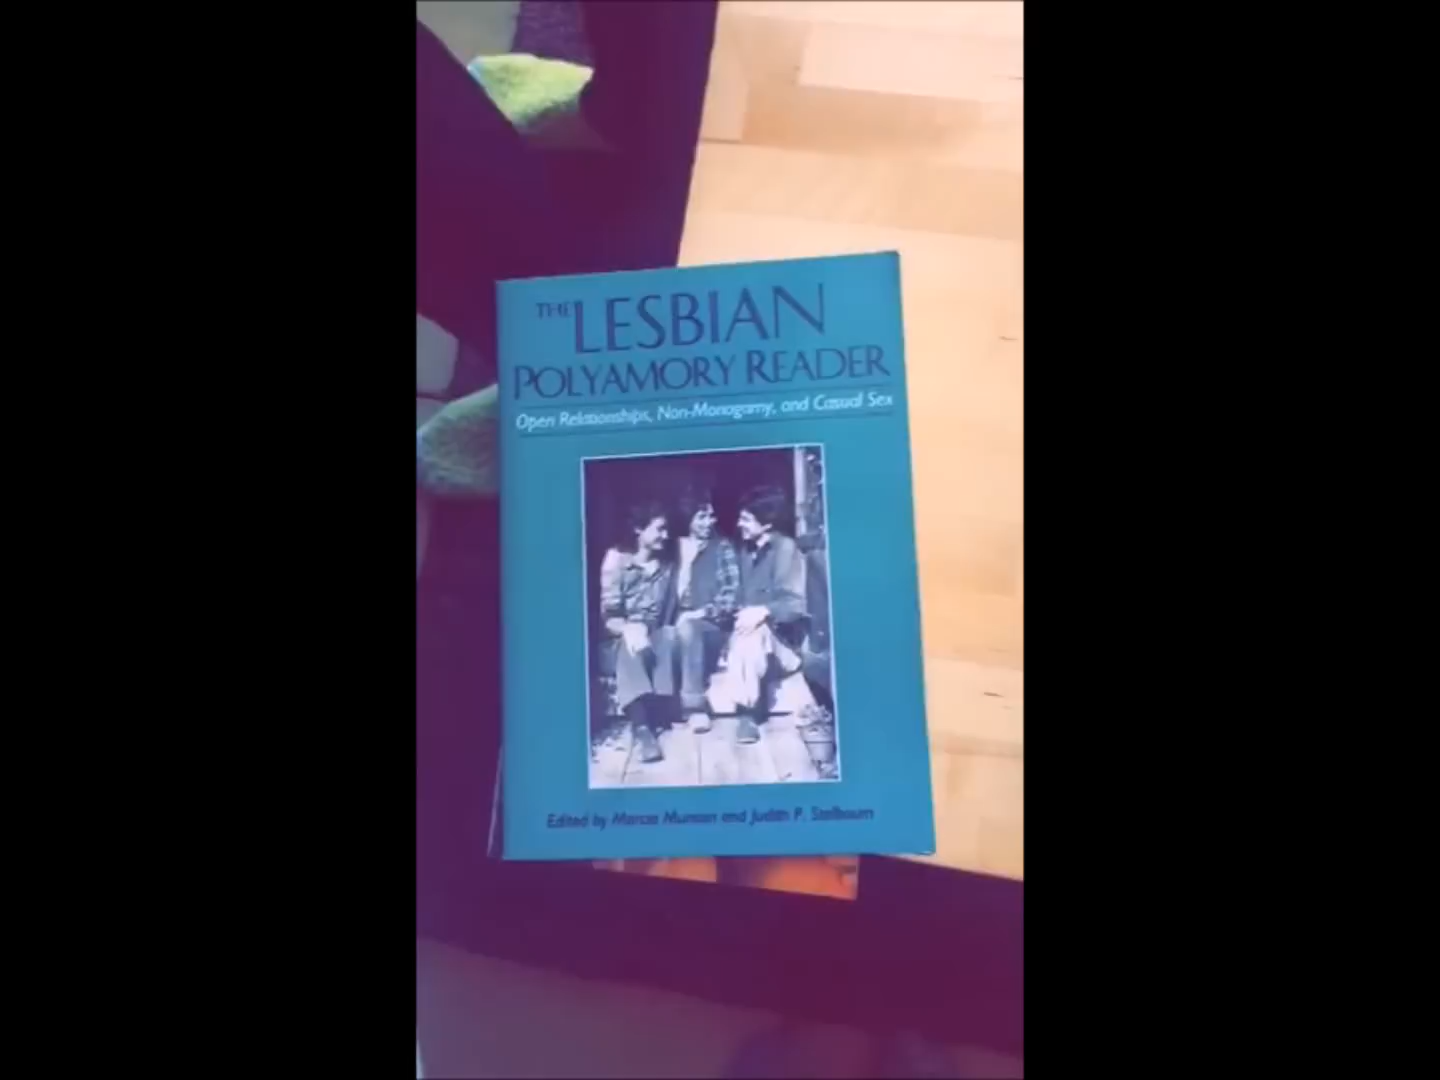 THE LESBIAN
POLYAMORY READER
Open Relationships, Non-Monogamy, and Casual Sex
Edited by Marcia Munson and Judith P. Stelboum